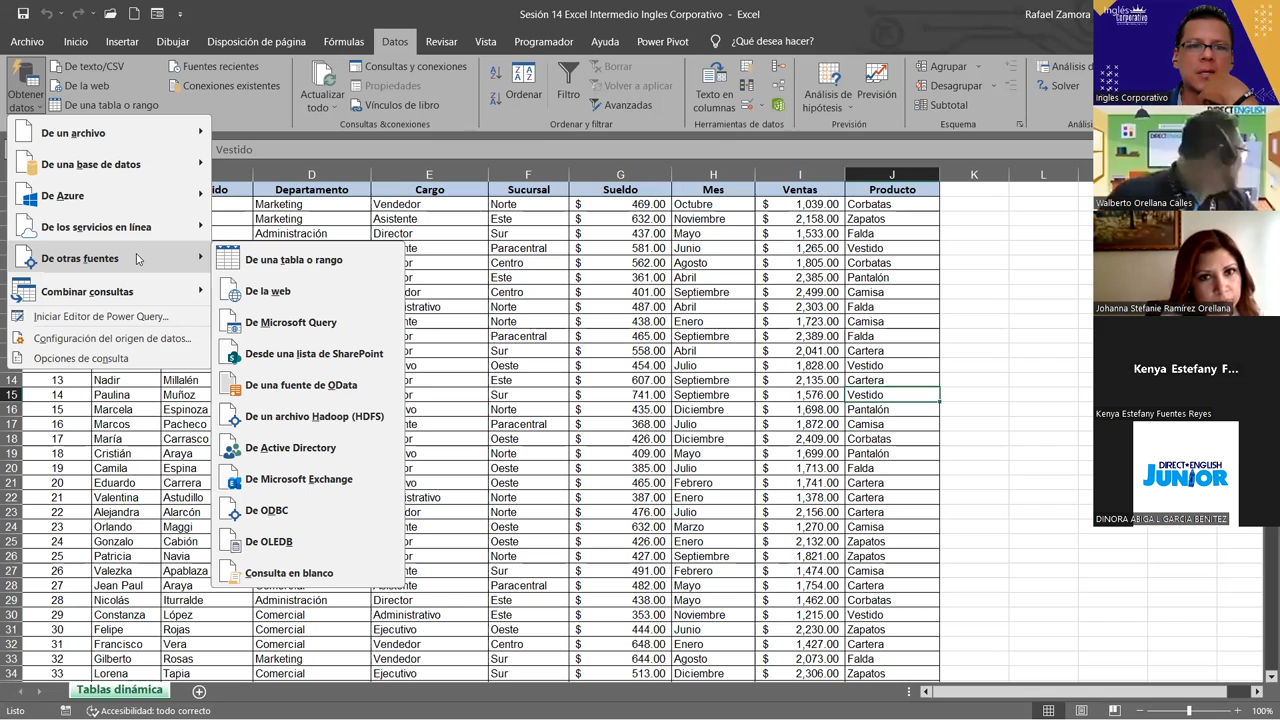 Sesión 14 Excel Intermedio Ingles Corporativo - Excel
Rafael Zamora
Archivo Inicio Insertar Dibujar Disposición de página Fórmulas Datos Revisar Vista Programador Ayuda Power Pivot ¿Qué desea hacer?
Obtener datos
De texto/CSV
De la web
De una tabla o rango
Fuentes recientes
Conexiones existentes
Actualizar todo
Consultas y conexiones
Propiedades
Vínculos de libro
Consultas &conexiones
Ordenar
Filtro
Borrar
Volver a aplicar
Avanzadas
Ordenar y filtrar
Texto en columnas
Herramientas de datos
Análisis de hipótesis
Previsión
Previsión
Agrupar
Desagrupar
Subtotal
Esquema
Análisis d
Solver
Análisi
De un archivo
De una base de datos
De Azure
De los servicios en línea
De otras fuentes
Combinar consultas
Iniciar Editor de Power Query...
Configuración del origen de datos...
Opciones de consulta
De una tabla o rango
De la web
De Microsoft Query
Desde una lista de SharePoint
De una fuente de OData
De un archivo Hadoop (HDFS)
De Active Directory
De Microsoft Exchange
De ODBC
De OLEDB
Consulta en blanco
Vestido
D E F G H I J K L
ido Departamento Cargo Sucursal Sueldo Mes Ventas Producto
Marketing Vendedor Norte $ 469.00 Octubre $ 1,039.00 Corbatas
Marketing Asistente Este $ 632.00 Noviembre $ 2,158.00 Zapatos
Administración Director Sur $ 437.00 Mayo $ 1,533.00 Falda
Paracentral $ 581.00 Junio $ 1,265.00 Vestido
Centro $ 562.00 Agosto $ 1,805.00 Corbatas
Este $ 361.00 Abril $ 2,385.00 Pantalón
Centro $ 401.00 Septiembre $ 2,499.00 Camisa
istrativo Norte $ 487.00 Abril $ 2,303.00 Falda
Norte $ 438.00 Enero $ 1,723.00 Camisa
Paracentral $ 465.00 Septiembre $ 2,389.00 Falda
Sur $ 558.00 Abril $ 2,041.00 Cartera
Oeste $ 454.00 Julio $ 1,828.00 Vestido
14 13 Nadir Millalén Este $ 607.00 Septiembre $ 2,135.00 Cartera
15 14 Paulina Muñoz Sur $ 741.00 Septiembre $ 1,576.00 Vestido
16 15 Marcela Espinoza Norte $ 435.00 Diciembre $ 1,698.00 Pantalón
17 16 Marcos Pacheco Paracentral $ 368.00 Julio $ 1,872.00 Camisa
18 17 María Carrasco Oeste $ 426.00 Diciembre $ 2,409.00 Corbatas
19 18 Cristián Araya Norte $ 409.00 Mayo $ 1,699.00 Pantalón
20 19 Camila Espina Oeste $ 385.00 Julio $ 1,713.00 Falda
21 20 Eduardo Carrera Oeste $ 465.00 Febrero $ 1,741.00 Camisa
22 21 Valentina Astudillo istrativo Norte $ 387.00 Enero $ 1,378.00 Cartera
23 22 Alejandra Alarcón Oeste $ 476.00 Julio $ 2,156.00 Cartera
24 23 Orlando Maggi Centro $ 632.00 Marzo $ 1,270.00 Camisa
25 24 Gonzalo Cabión Oeste $ 426.00 Enero $ 2,132.00 Zapatos
26 25 Patricia Navia Norte $ 427.00 Septiembre $ 1,821.00 Zapatos
27 26 Valezka Apablaza Sur $ 491.00 Febrero $ 1,474.00 Camisa
28 27 Jean Paul Araya Comercial Director Paracentral $ 482.00 Mayo $ 1,754.00 Cartera
29 28 Nicolás Iturralde Administración Director Este $ 438.00 Mayo $ 1,462.00 Corbatas
30 29 Constanza López Comercial Administrativo Norte $ 353.00 Noviembre $ 1,215.00 Vestido
31 30 Felipe Rojas Comercial Ejecutivo Oeste $ 444.00 Junio $ 2,230.00 Zapatos
32 31 Francisco Vera Comercial Vendedor Centro $ 648.00 Enero $ 1,427.00 Cartera
33 32 Gilberto Rosas Marketing Vendedor Sur $ 644.00 Agosto $ 2,073.00 Falda
34 33 Lorena Tapia Comercial Ejecutivo Sur $ 513.00 Diciembre $ 2,306.00 Cartera
Tablas dinámica
Listo
Accesibilidad: todo correcto
100%
Inglés Corporativo
Ingles Corporativo
DIRECT ENGLISH
Walberto Orellana Calles
Johanna Stefanie Ramírez Orellana
Kenya Estefany F...
Kenya Estefany Fuentes Reyes
DIRECT ENGLISH
JUNIOR
DINORA ABIGAIL GARCIA BENITEZ